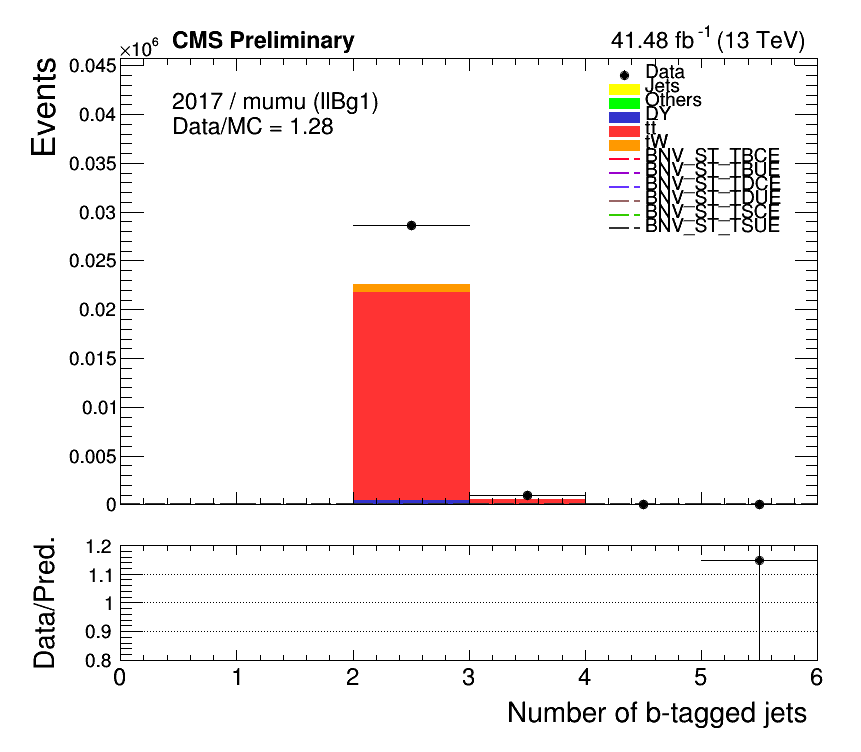 ×10⁶ CMS Preliminary 41.48 fb⁻¹ (13 TeV)
Events
0.045
0.04
0.035
0.03
0.025
0.02
0.015
0.01
0.005
0
2017 / mumu (llBg1)
Data/MC = 1.28
Data
Jets
Others
DY
tt
tW
BNV_ST_TBCE
BNV_ST_TBUE
BNV_ST_TDCE
BNV_ST_TDUE
BNV_ST_TSCE
BNV_ST_TSUE
Data/Pred.
1.2
1.1
1
0.9
0.8
0 1 2 3 4 5 6
Number of b-tagged jets